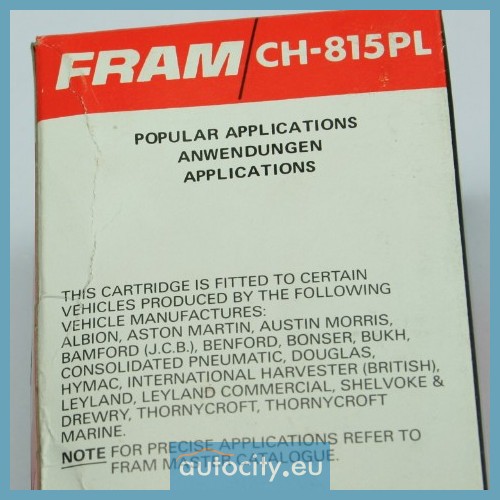 FRAM/CH-815PL
POPULAR APPLICATIONS
ANWENDUNGEN
APPLICATIONS
THIS CARTRIDGE IS FITTED TO CERTAIN
VEHICLES PRODUCED BY THE FOLLOWING
VEHICLE MANUFACTURES:
ALBION, ASTON MARTIN, AUSTIN MORRIS,
BAMFORD (J.C.B.), BENFORD, BONSER, BUKH,
CONSOLIDATED PNEUMATIC, DOUGLAS,
HYMAC, INTERNATIONAL HARVESTER (BRITISH),
LEYLAND, LEYLAND COMMERCIAL, SHELVOKE &
DREWRY, THORNYCROFT, THORNYCROFT
MARINE.
NOTE FOR PRECISE APPLICATIONS REFER TO
FRAM MASTER CATALOGUE.
autocity.eu